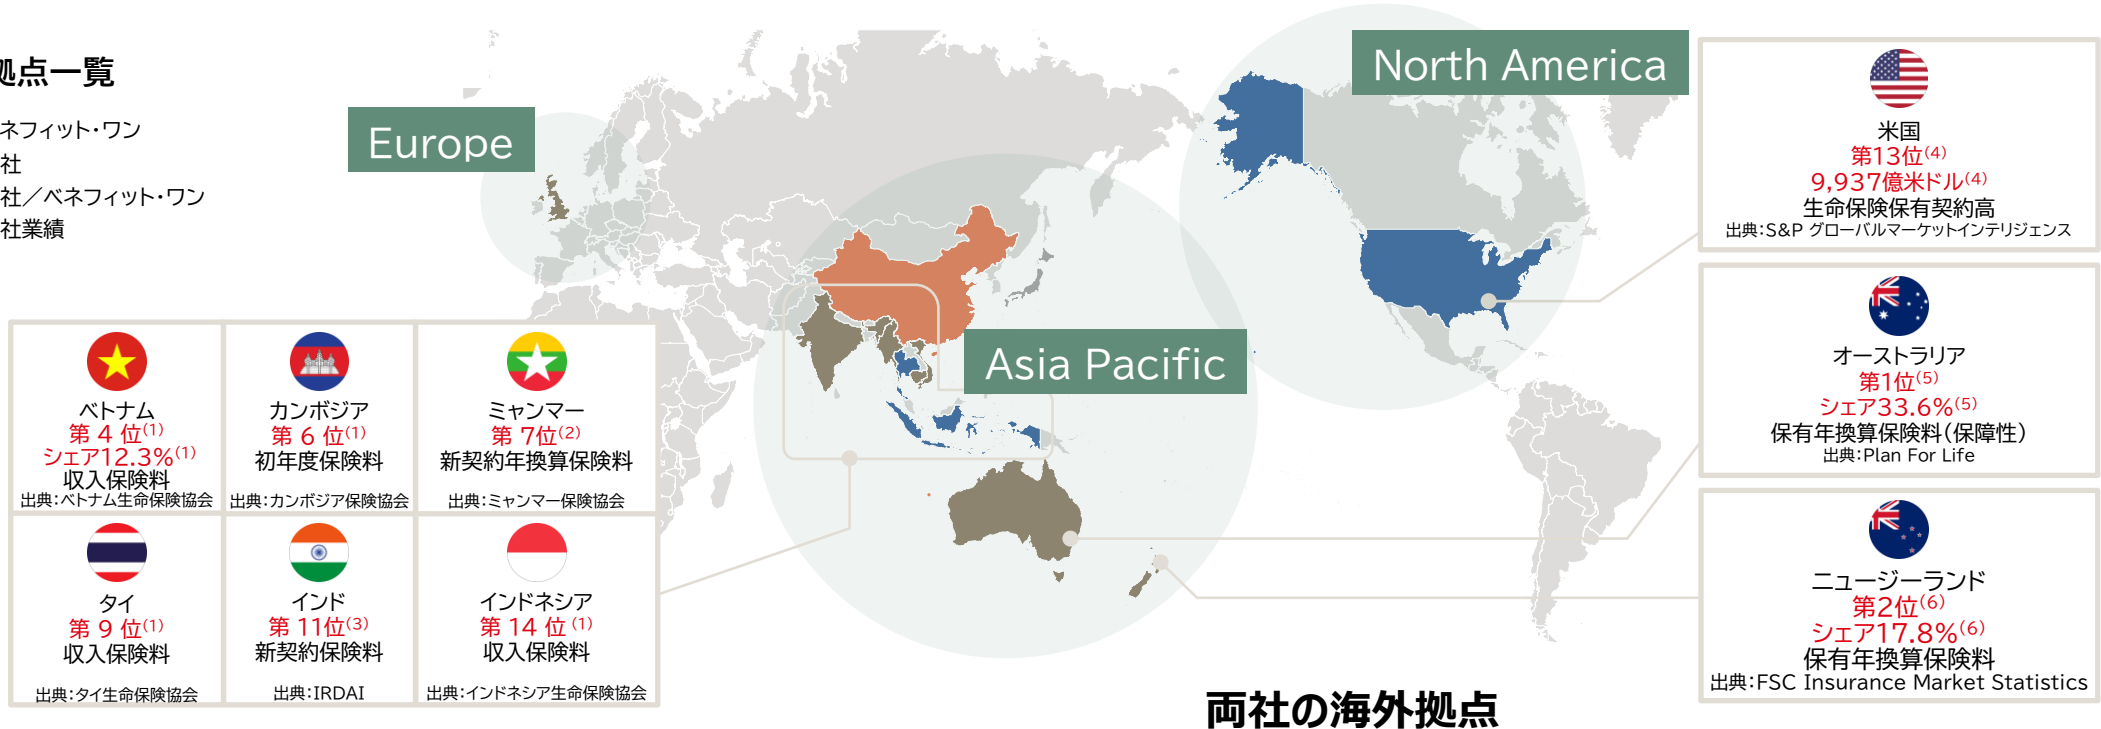 点一覧
ネフィット・ワン
社
社／ベネフィット・ワン
社業績
Europe
North America
Asia Pacific
ベトナム
第 4 位(1)
シェア12.3%(1)
収入保険料
出典：ベトナム生命保険協会
カンボジア
第 6 位(1)
初年度保険料
出典：カンボジア保険協会
ミャンマー
第 7位(2)
新契約年換算保険料
出典：ミャンマー保険協会
タイ
第 9 位(1)
収入保険料
出典：タイ生命保険協会
インド
第 11位(3)
新契約保険料
出典：IRDAI
インドネシア
第 14 位 (1)
収入保険料
出典：インドネシア生命保険協会
米国
第13位(4)
9,937億米ドル(4)
生命保険保有契約高
出典：S&P グローバルマーケットインテリジェンス
オーストラリア
第1位(5)
シェア33.6%(5)
保有年換算保険料（保障性）
出典：Plan For Life
ニュージーランド
第2位(6)
シェア17.8%(6)
保有年換算保険料
出典：FSC Insurance Market Statistics
両社の海外拠点